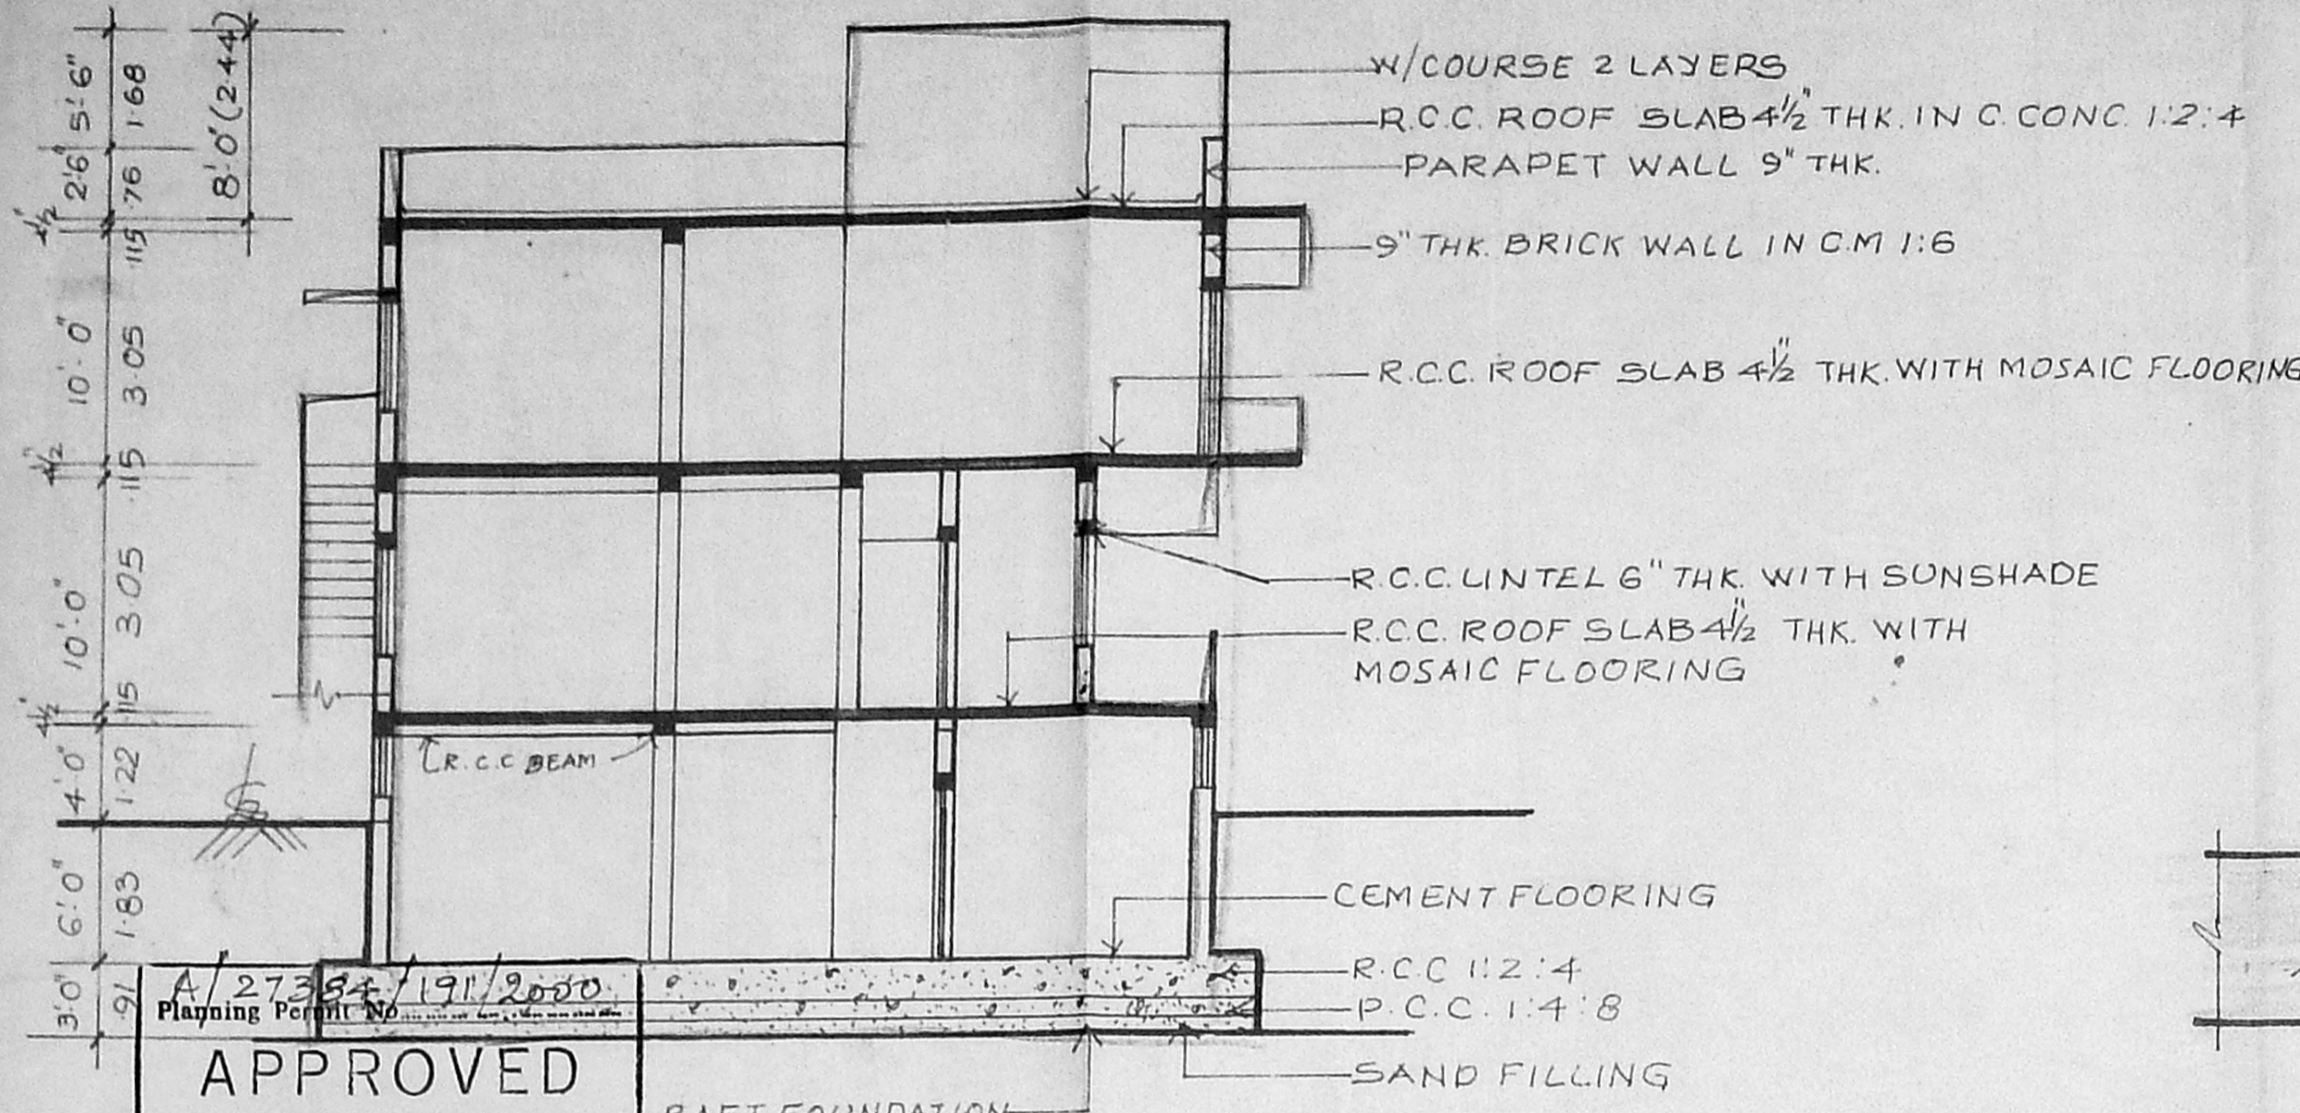 W/COURSE 2 LAYERS
R.C.C. ROOF SLAB 4½" THK. IN C. CONC. 1:2:4
PARAPET WALL 9" THK.
9" THK. BRICK WALL IN C.M 1:6
R.C.C. ROOF SLAB 4½" THK. WITH MOSAIC FLOORING
R.C.C. LINTEL 6" THK. WITH SUNSHADE
R.C.C. ROOF SLAB 4½" THK. WITH
MOSAIC FLOORING
CEMENT FLOORING
R.C.C 1:2:4
P.C.C. 1:4:8
SAND FILLING
RAFT FOUNDATION
R.C.C BEAM
5'-6"
1.68
8'-0" (2.44)
2'6"
.76
4½"
.115
10'-0"
3.05
4½"
.115
10'-0"
3.05
4½"
.115
4'-0"
1.22
6'-0"
1.83
3'-0"
.91
A/27384/191/2000
Planning Permit No
APPROVED